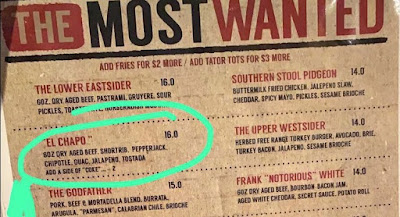 THE MOST WANTED
ADD FRIES FOR $2 MORE / ADD TATOR TOTS FOR $3 MORE
THE LOWER EASTSIDER 16.0
6OZ. DRY AGED BEEF, PASTRAMI, GRUYERE, SOUR
PICKLES,
"EL CHAPO" 16.0
6OZ DRY AGED BEEF, SHORTRIB, PEPPERJACK,
CHIPOTLE, GUAC, JALAPENO, TOSTADA
ADD A SIDE OF "COKE"... 2
THE GODFATHER 15.0
PORK, BEEF & MORTADELLA BLEND, BURRATA,
ARUGULA, "PARMESAN", CALABRIAN CHILE, BRIOCHE
SOUTHERN STOOL PIDGEON 14.0
BUTTERMILK FRIED CHICKEN, JALAPENO SLAW,
CHEDDAR, SPICY MAYO, PICKLES, SESAME BRIOCHE
THE UPPER WESTSIDER 14.0
HERBED FREE RANGE TURKEY BURGER, AVOCADO, BRIE,
TURKEY BACON, JALAPENO, SESAME BRIOCHE
FRANK "NOTORIOUS" WHITE 14.0
6OZ DRY AGED BEEF, BOURBON BACON JAM,
AGED WHITE CHEDDAR, SECRET SAUCE, POTATO ROLL